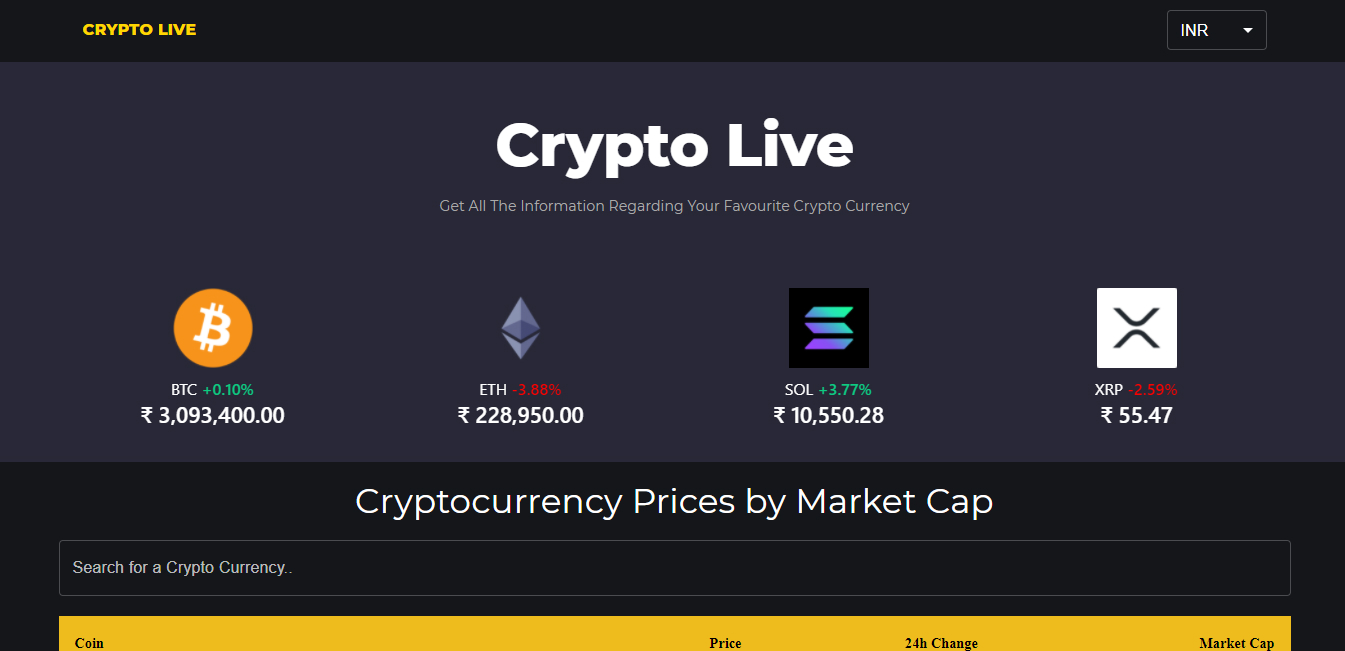 CRYPTO LIVE
INR
Crypto Live
Get All The Information Regarding Your Favourite Crypto Currency
BTC +0.10%
₹ 3,093,400.00
ETH -3.88%
₹ 228,950.00
SOL +3.77%
₹ 10,550.28
XRP -2.59%
₹ 55.47
Cryptocurrency Prices by Market Cap
Search for a Crypto Currency..
Coin Price 24h Change Market Cap